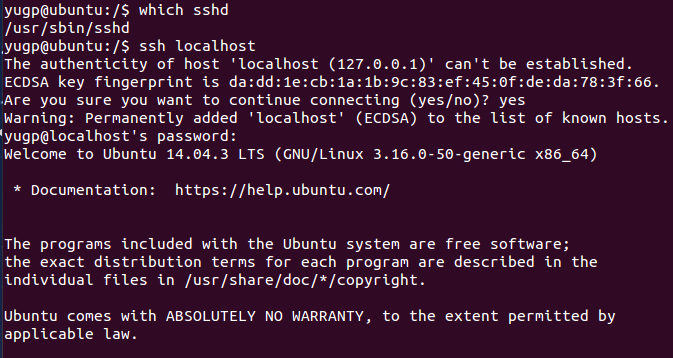 yugp@ubuntu:/$ which sshd
/usr/sbin/sshd
yugp@ubuntu:/$ ssh localhost
The authenticity of host 'localhost (127.0.0.1)' can't be established.
ECDSA key fingerprint is da:dd:1e:cb:1a:1b:9c:83:ef:45:0f:de:da:78:3f:66.
Are you sure you want to continue connecting (yes/no)? yes
Warning: Permanently added 'localhost' (ECDSA) to the list of known hosts.
yugp@localhost's password:
Welcome to Ubuntu 14.04.3 LTS (GNU/Linux 3.16.0-50-generic x86_64)
* Documentation:  https://help.ubuntu.com/
The programs included with the Ubuntu system are free software;
the exact distribution terms for each program are described in the
individual files in /usr/share/doc/*/copyright.
Ubuntu comes with ABSOLUTELY NO WARRANTY, to the extent permitted by
applicable law.